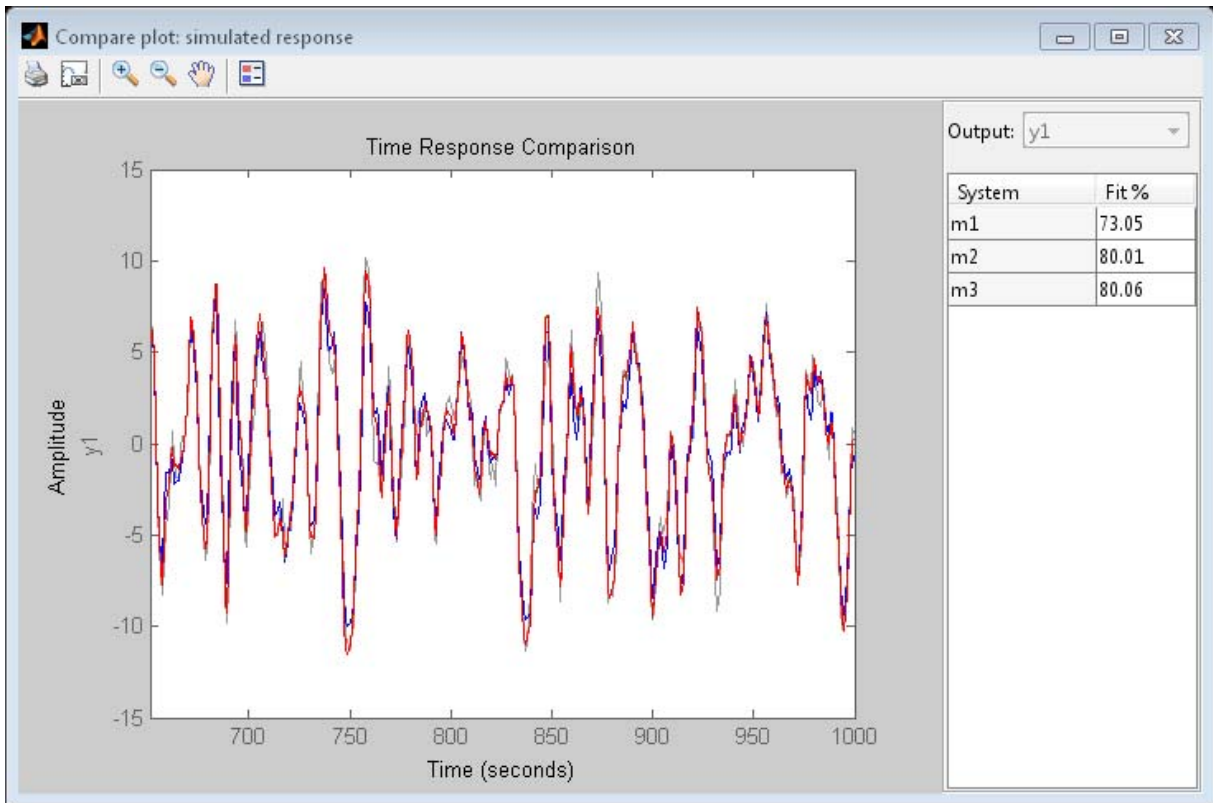 Compare plot: simulated response
Time Response Comparison
15
10
5
0
-5
-10
-15
Amplitude
y1
700 750 800 850 900 950 1000
Time (seconds)
Output: y1
System Fit %
m1 73.05
m2 80.01
m3 80.06